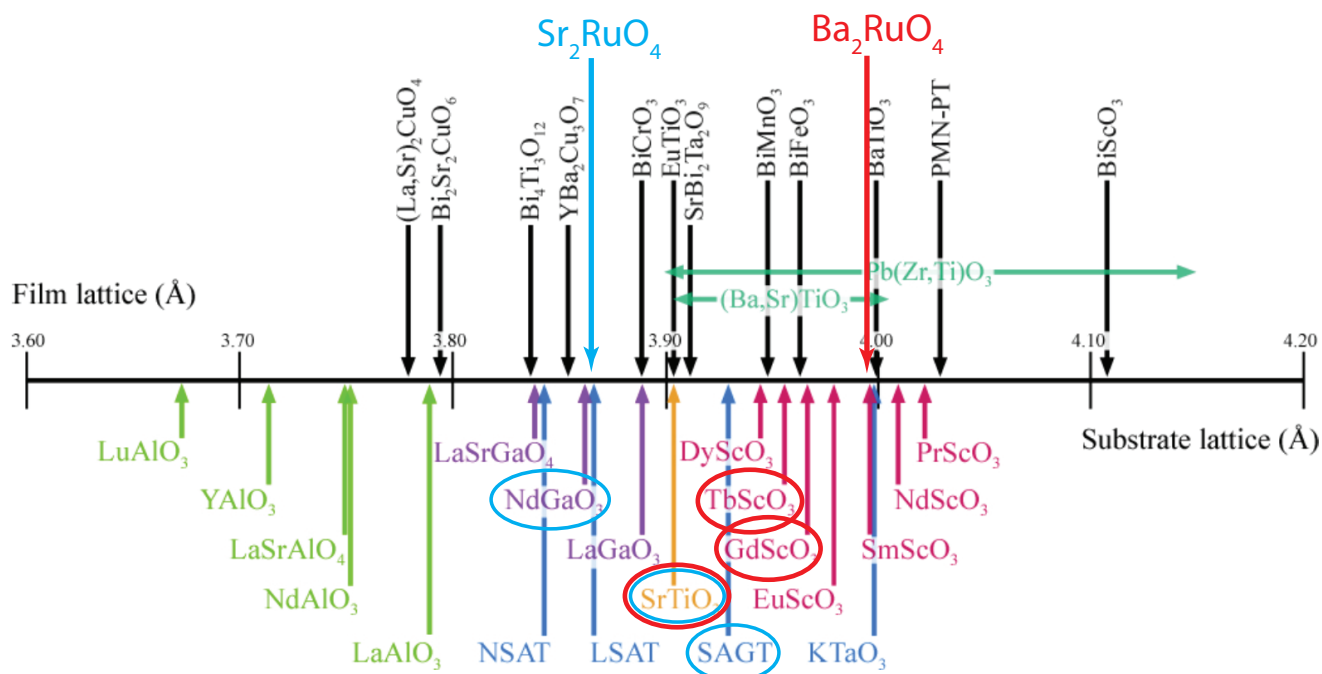 Sr₂RuO₄
Ba₂RuO₄
(La,Sr)₂CuO₄
Bi₂Sr₂CuO₆
Bi₄Ti₃O₁₂
YBa₂Cu₃O₇
BiCrO₃
EuTiO₃
SrBi₂Ta₂O₉
BiMnO₃
BiFeO₃
BaTiO₃
PMN-PT
BiScO₃
Pb(Zr,Ti)O₃
(Ba,Sr)TiO₃
Film lattice (Å)
3.60 3.70 3.80 3.90 4.00 4.10 4.20
Substrate lattice (Å)
LuAlO₃ LaSrGaO₄ DyScO₃ PrScO₃
YAlO₃ NdGaO₃ TbScO₃ NdScO₃
LaSrAlO₄ LaGaO₃ GdScO₃ SmScO₃
NdAlO₃ SrTiO₃ EuScO₃
LaAlO₃ NSAT LSAT SAGT KTaO₃